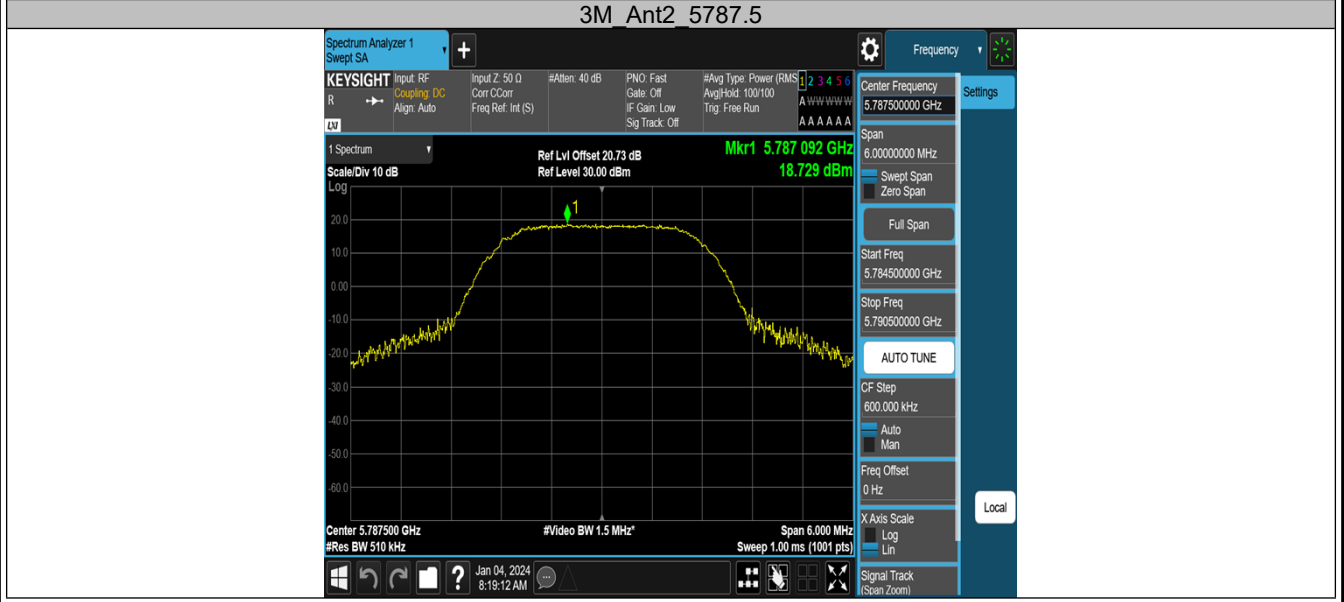 3M_Ant2_5787.5
Spectrum Analyzer 1
Swept SA
Frequency
KEYSIGHT
R
LXI
Input: RF
Coupling: DC
Align: Auto
Input Z: 50 Ω
Corr CCorr
Freq Ref: Int (S)
#Atten: 40 dB
PNO: Fast
Gate: Off
IF Gain: Low
Sig Track: Off
#Avg Type: Power (RMS
Avg|Hold: 100/100
Trig: Free Run
1 2 3 4 5 6
A W W W W W
A A A A A A
1 Spectrum
Scale/Div 10 dB
Log
Ref Lvl Offset 20.73 dB
Ref Level 30.00 dBm
Mkr1 5.787 092 GHz
18.729 dBm
1
20.0
10.0
0.00
-10.0
-20.0
-30.0
-40.0
-50.0
-60.0
Center 5.787500 GHz
#Video BW 1.5 MHz*
Span 6.000 MHz
#Res BW 510 kHz
Sweep 1.00 ms (1001 pts)
Jan 04, 2024
8:19:12 AM
Center Frequency
5.787500000 GHz
Settings
Span
6.00000000 MHz
Swept Span
Zero Span
Full Span
Start Freq
5.784500000 GHz
Stop Freq
5.790500000 GHz
AUTO TUNE
CF Step
600.000 kHz
Auto
Man
Freq Offset
0 Hz
Local
X Axis Scale
Log
Lin
Signal Track
(Span Zoom)